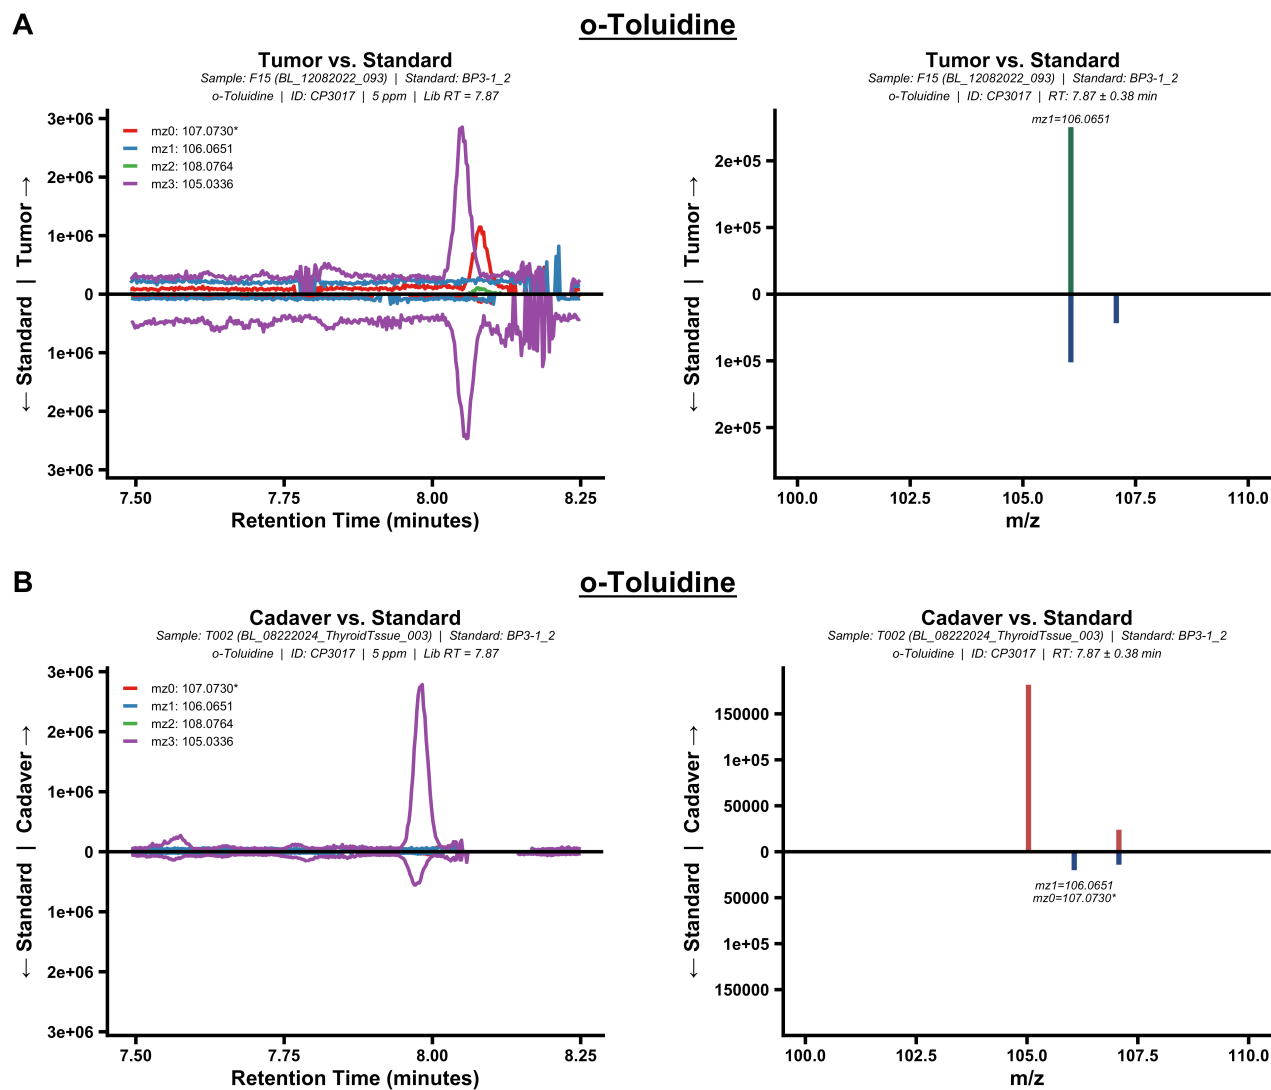 A
o-Toluidine
Tumor vs. Standard
Sample: F15 (BL_12082022_093) | Standard: BP3-1_2
o-Toluidine | ID: CP3017 | 5 ppm | Lib RT = 7.87
mz0: 107.0730*
mz1: 106.0651
mz2: 108.0764
mz3: 105.0336
3e+06
2e+06
1e+06
0
1e+06
2e+06
3e+06
← Standard | Tumor →
7.50 7.75 8.00 8.25
Retention Time (minutes)
Tumor vs. Standard
Sample: F15 (BL_12082022_093) | Standard: BP3-1_2
o-Toluidine | ID: CP3017 | RT: 7.87 ± 0.38 min
mz1=106.0651
2e+05
1e+05
0
1e+05
2e+05
← Standard | Tumor →
100.0 102.5 105.0 107.5 110.0
m/z
B
o-Toluidine
Cadaver vs. Standard
Sample: T002 (BL_08222024_ThyroidTssue_003) | Standard: BP3-1_2
o-Toluidine | ID: CP3017 | 5 ppm | Lib RT = 7.87
mz0: 107.0730*
mz1: 106.0651
mz2: 108.0764
mz3: 105.0336
3e+06
2e+06
1e+06
0
1e+06
2e+06
3e+06
← Standard | Cadaver →
7.50 7.75 8.00 8.25
Retention Time (minutes)
Cadaver vs. Standard
Sample: T002 (BL_08222024_ThyroidTssue_003) | Standard: BP3-1_2
o-Toluidine | ID: CP3017 | RT: 7.87 ± 0.38 min
150000
1e+05
50000
0
50000
1e+05
150000
← Standard | Cadaver →
mz1=106.0651
mz0=107.0730*
100.0 102.5 105.0 107.5 110.0
m/z